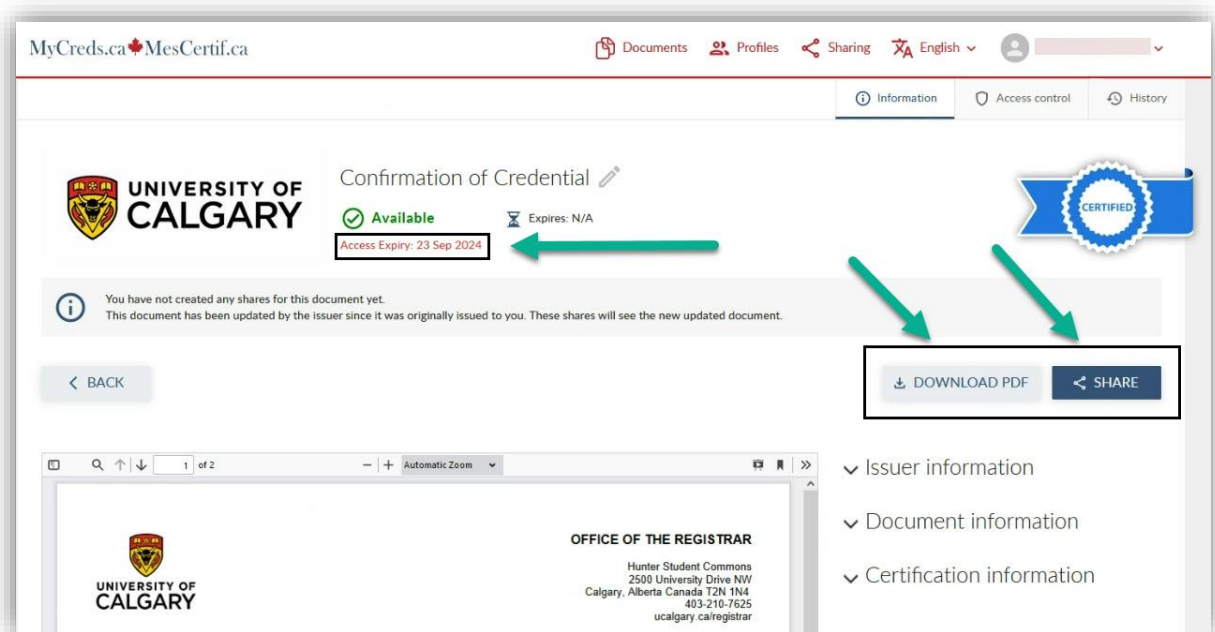 MyCreds.ca MesCertif.ca
Documents
Profiles
Sharing
English
Information
Access control
History
UNIVERSITY OF
CALGARY
Confirmation of Credential
Available
Expires: N/A
Access Expiry: 23 Sep 2024
CERTIFIED
You have not created any shares for this document yet.
This document has been updated by the issuer since it was originally issued to you. These shares will see the new updated document.
BACK
DOWNLOAD PDF
SHARE
1 of 2
Automatic Zoom
Issuer information
Document information
Certification information
UNIVERSITY OF
CALGARY
OFFICE OF THE REGISTRAR
Hunter Student Commons
2500 University Drive NW
Calgary, Alberta Canada T2N 1N4
403-210-7625
ucalgary.ca/registrar